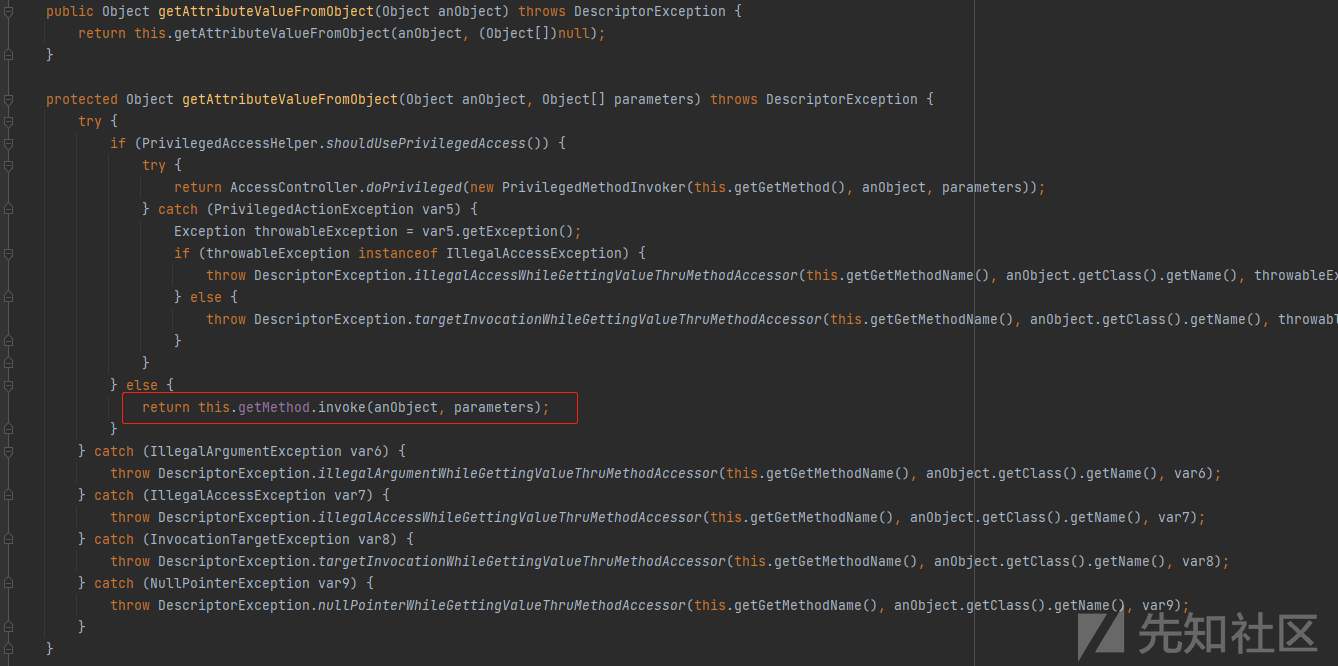 public Object getAttributeValueFromObject(Object anObject) throws DescriptorException {
return this.getAttributeValueFromObject(anObject, (Object[])null);
}
protected Object getAttributeValueFromObject(Object anObject, Object[] parameters) throws DescriptorException {
try {
if (PrivilegedAccessHelper.shouldUsePrivilegedAccess()) {
try {
return AccessController.doPrivileged(new PrivilegedMethodInvoker(this.getGetMethod(), anObject, parameters));
} catch (PrivilegedActionException var5) {
Exception throwableException = var5.getException();
if (throwableException instanceof IllegalAccessException) {
throw DescriptorException.illegalAccessWhileGettingValueThruMethodAccessor(this.getGetMethodName(), anObject.getClass().getName(), throwableEx
} else {
throw DescriptorException.targetInvocationWhileGettingValueThruMethodAccessor(this.getGetMethodName(), anObject.getClass().getName(), throwabl
}
}
} else {
return this.getMethod.invoke(anObject, parameters);
}
} catch (IllegalArgumentException var6) {
throw DescriptorException.illegalArgumentWhileGettingValueThruMethodAccessor(this.getGetMethodName(), anObject.getClass().getName(), var6);
} catch (IllegalAccessException var7) {
throw DescriptorException.illegalAccessWhileGettingValueThruMethodAccessor(this.getGetMethodName(), anObject.getClass().getName(), var7);
} catch (InvocationTargetException var8) {
throw DescriptorException.targetInvocationWhileGettingValueThruMethodAccessor(this.getGetMethodName(), anObject.getClass().getName(), var8);
} catch (NullPointerException var9) {
throw DescriptorException.nullPointerWhileGettingValueThruMethodAccessor(this.getGetMethodName(), anObject.getClass().getName(), var9);
}
}
先知社区